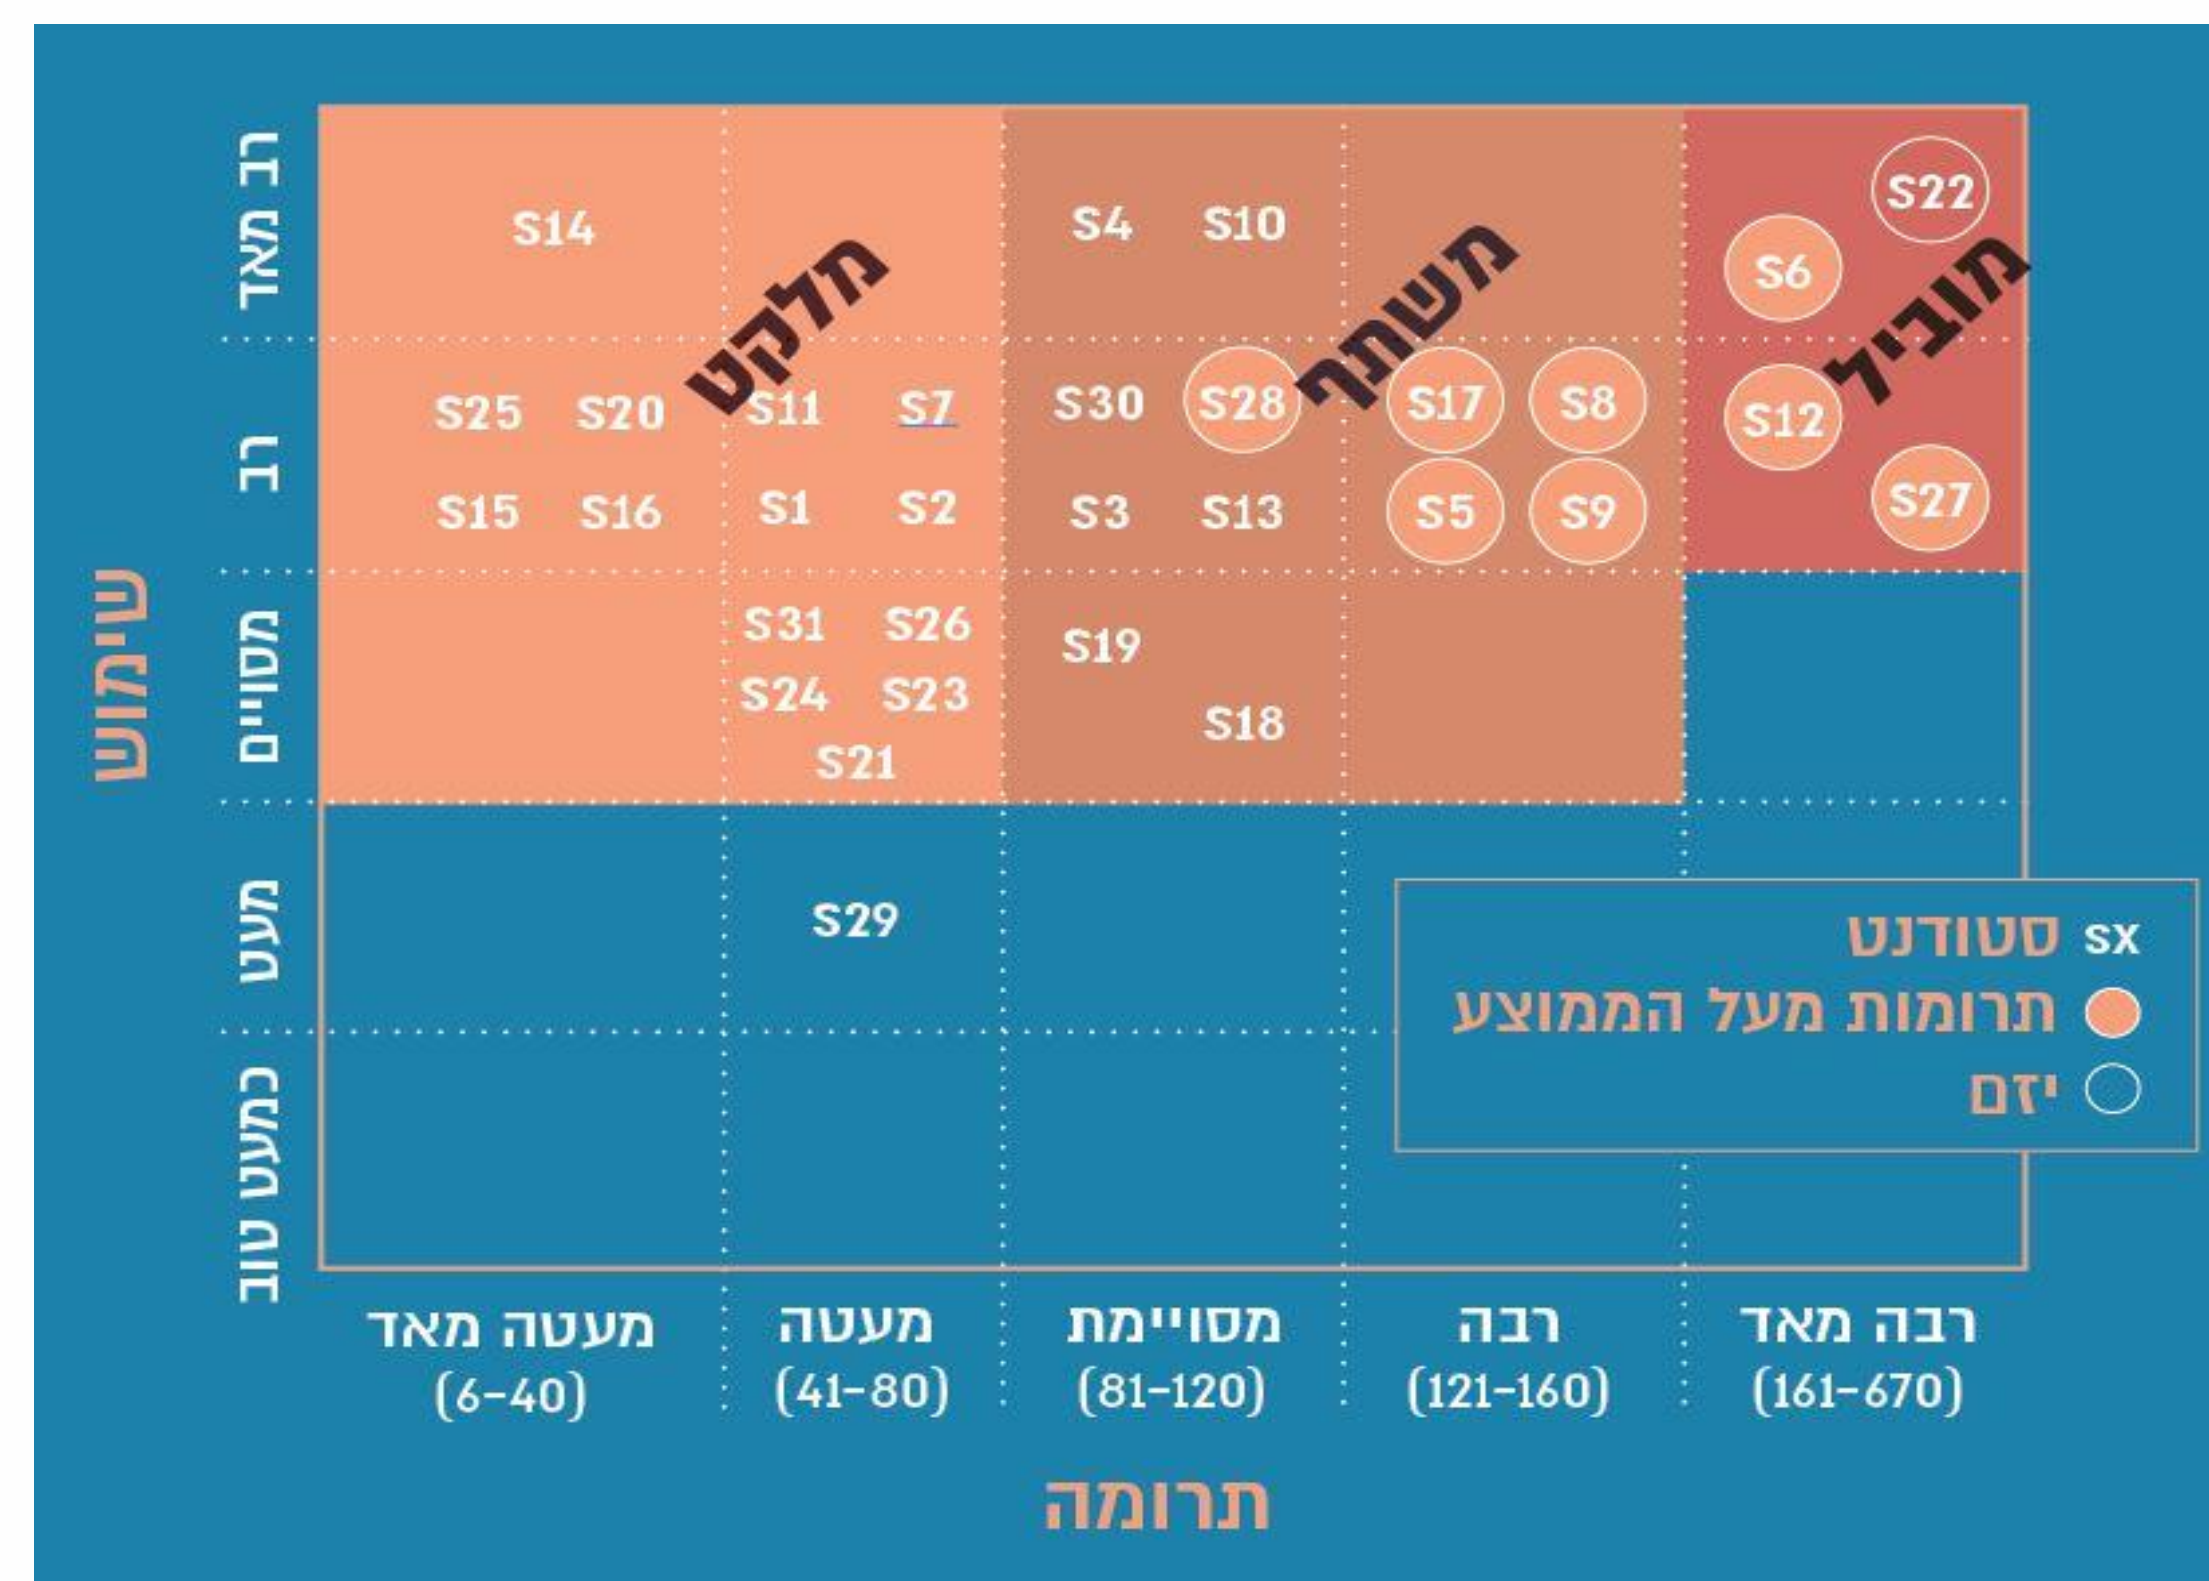 רב מאד
S14
S4 S10
S22
S6
מלקט
משתף
מוביל
רב
S25 S20 S11 S7 S30 S28 S17 S8 S12
S15 S16 S1 S2 S3 S13 S5 S9 S27
שימוש
מסויים
S31 S26
S19
S24 S23
S18
S21
מעט
S29
כמעט טוב
SX סטודנט
תרומות מעל הממוצע
יזם
מעטה מאד מעטה מסויימת רבה רבה מאד
(6-40) (41-80) (81-120) (121-160) (161-670)
תרומה